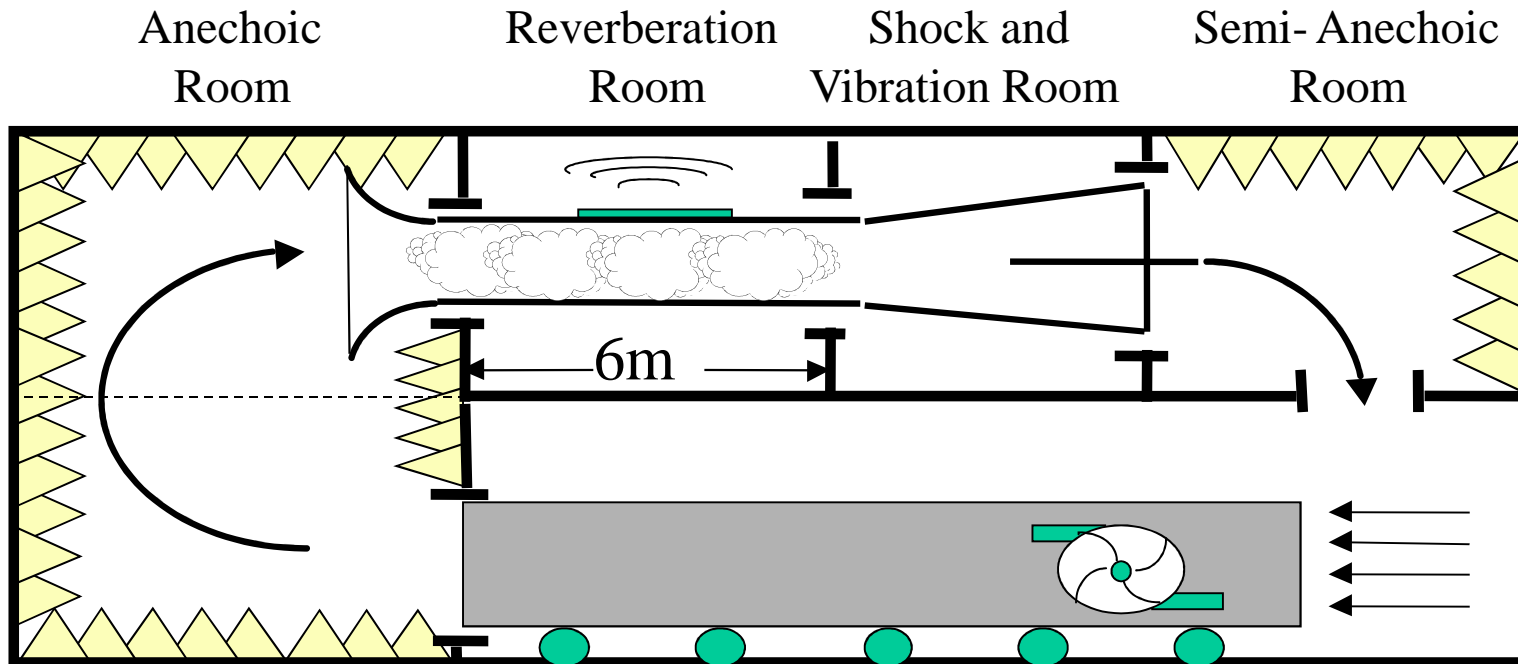 Anechoic
Room
Reverberation
Room
Shock and
Vibration Room
Semi- Anechoic
Room
6m